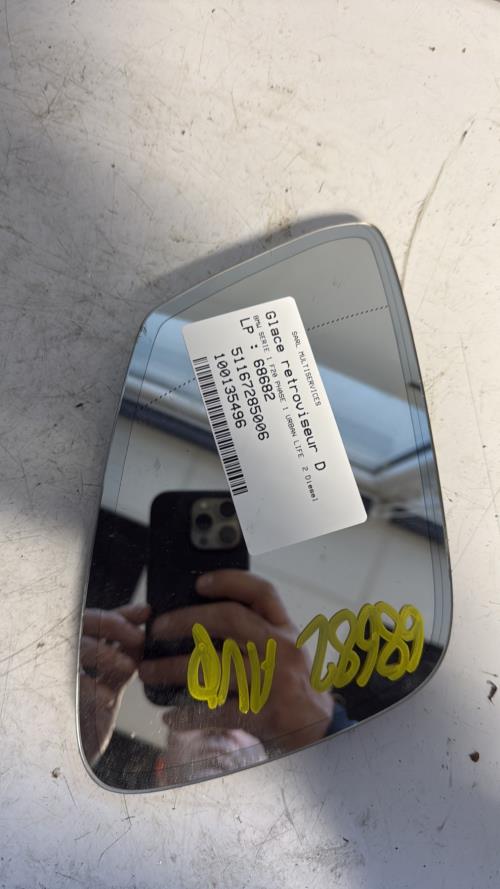 SARL MULTISERVICES
Glace retroviseur D
BMW SERIE 1 F20 PHASE 1 URBAN LIFE 2 Diesel
LP : 68682
51167285006
100135496
68682 AVD